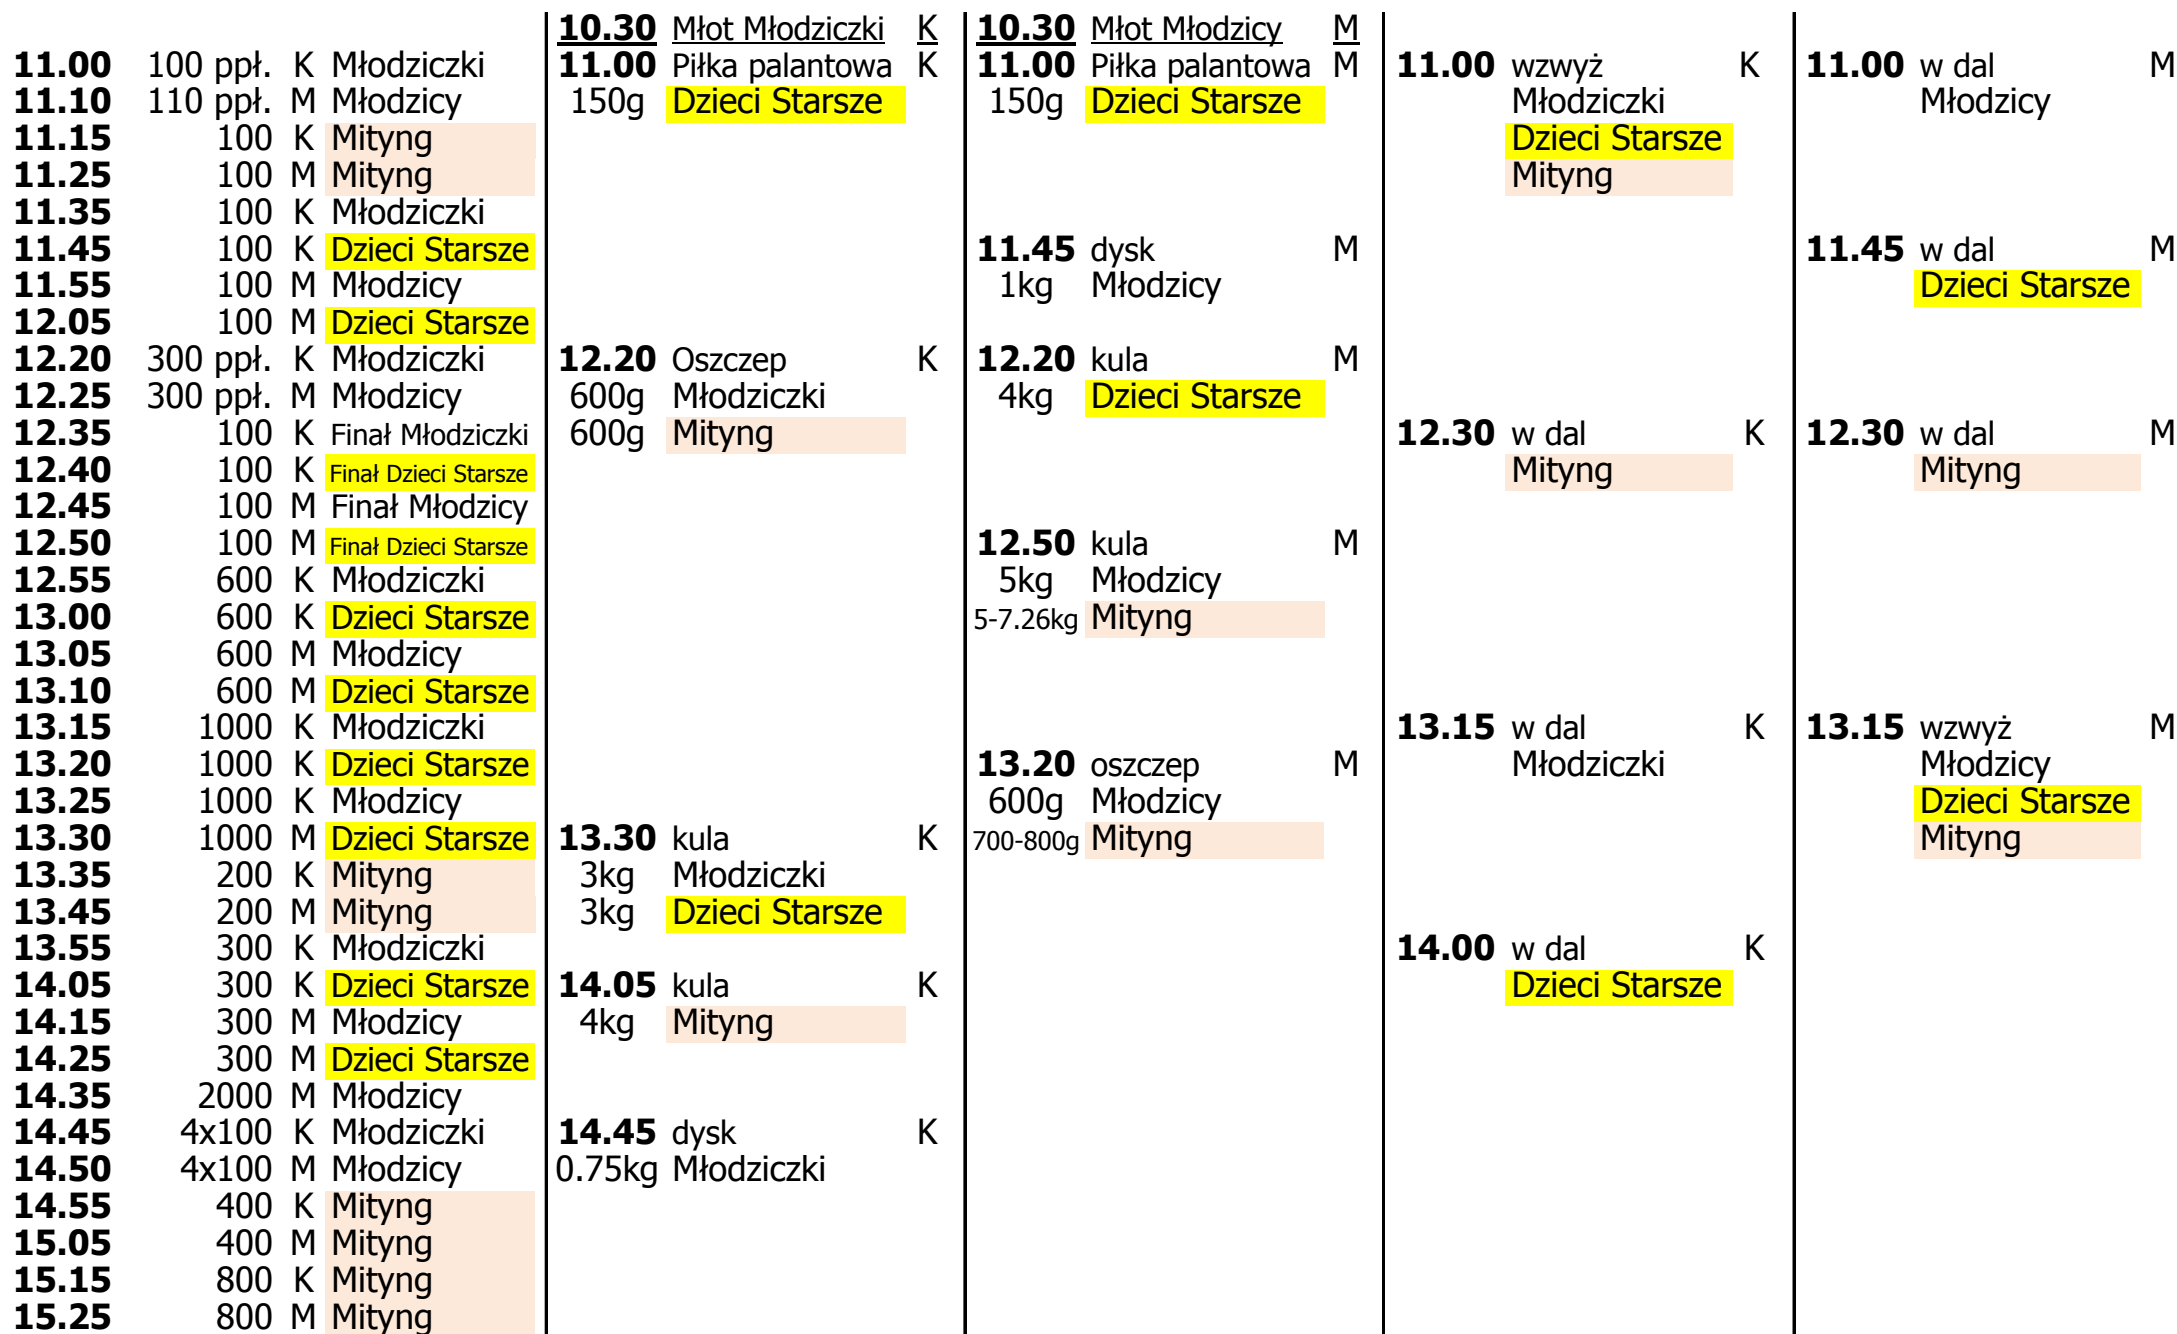 10.30 Młot Młodziczki K 10.30 Młot Młodzicy M
11.00 100 ppł. K Młodziczki 11.00 Piłka palantowa K 11.00 Piłka palantowa M 11.00 wzwyż K 11.00 w dal M
11.10 110 ppł. M Młodzicy 150g Dzieci Starsze 150g Dzieci Starsze Młodziczki Młodzicy
11.15 100 K Mityng Dzieci Starsze
11.25 100 M Mityng Mityng
11.35 100 K Młodziczki
11.45 100 K Dzieci Starsze 11.45 dysk M 11.45 w dal M
11.55 100 M Młodzicy 1kg Młodzicy Dzieci Starsze
12.05 100 M Dzieci Starsze
12.20 300 ppł. K Młodziczki 12.20 Oszczep K 12.20 kula M
12.25 300 ppł. M Młodzicy 600g Młodziczki 4kg Dzieci Starsze
12.35 100 K Finał Młodziczki 600g Mityng 12.30 w dal K 12.30 w dal M
12.40 100 K Finał Dzieci Starsze Mityng Mityng
12.45 100 M Finał Młodzicy
12.50 100 M Finał Dzieci Starsze 12.50 kula M
12.55 600 K Młodziczki 5kg Młodzicy
13.00 600 K Dzieci Starsze 5-7.26kg Mityng
13.05 600 M Młodzicy
13.10 600 M Dzieci Starsze
13.15 1000 K Młodziczki 13.15 w dal K 13.15 wzwyż M
13.20 1000 K Dzieci Starsze 13.20 oszczep M Młodziczki Młodzicy
13.25 1000 K Młodzicy 600g Młodzicy Dzieci Starsze
13.30 1000 M Dzieci Starsze 13.30 kula K 700-800g Mityng Mityng
13.35 200 K Mityng 3kg Młodziczki
13.45 200 M Mityng 3kg Dzieci Starsze
13.55 300 K Młodziczki 14.00 w dal K
14.05 300 K Dzieci Starsze 14.05 kula K Dzieci Starsze
14.15 300 M Młodzicy 4kg Mityng
14.25 300 M Dzieci Starsze
14.35 2000 M Młodzicy
14.45 4x100 K Młodziczki 14.45 dysk K
14.50 4x100 M Młodzicy 0.75kg Młodziczki
14.55 400 K Mityng
15.05 400 M Mityng
15.15 800 K Mityng
15.25 800 M Mityng